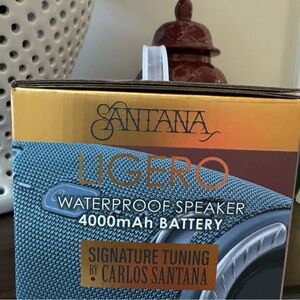 SANTANA
LIGERO
WATERPROOF SPEAKER
4000mAh BATTERY
SIGNATURE TUNING
BY CARLOS SANTANA